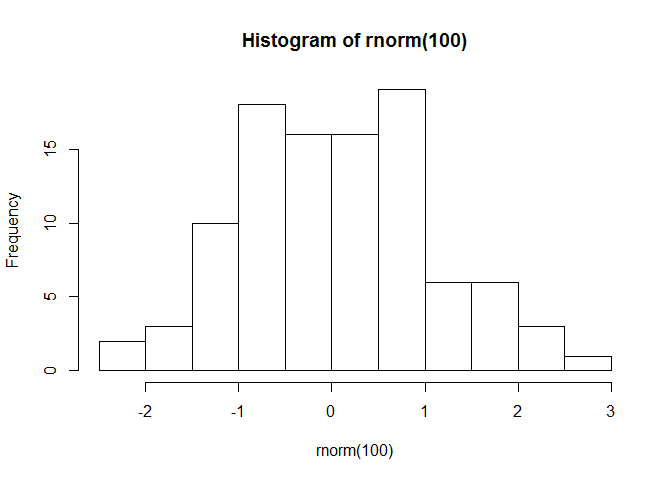 Histogram of rnorm(100)
Frequency
15
10
5
0
-2 -1 0 1 2 3
rnorm(100)